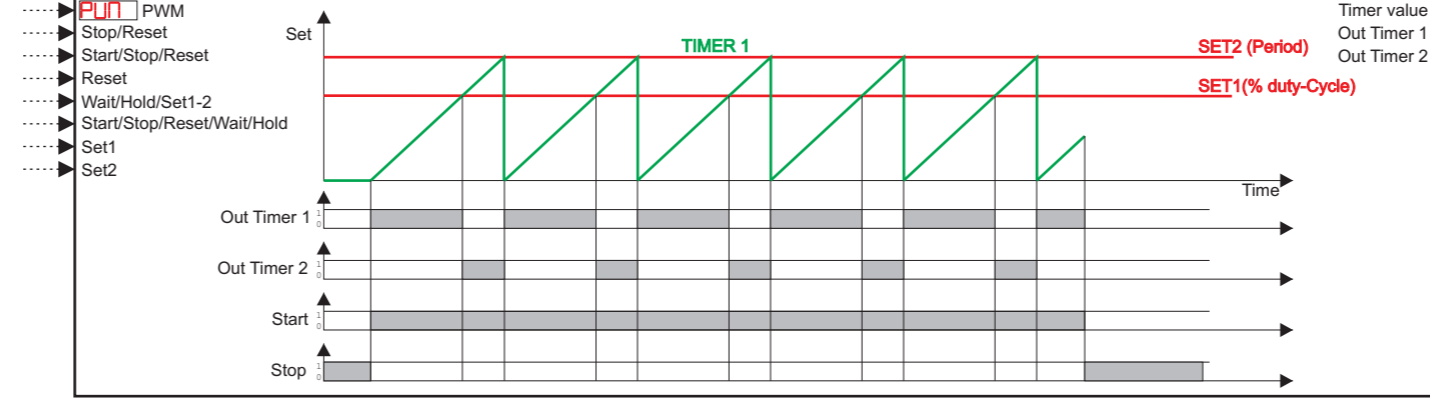 PUM PWM
Stop/Reset
Start/Stop/Reset
Reset
Wait/Hold/Set1-2
Start/Stop/Reset/Wait/Hold
Set1
Set2
Set
TIMER 1
SET2 (Period)
SET1(% duty-Cycle)
Time
Timer value
Out Timer 1
Out Timer 2
Out Timer 1 1 0
Out Timer 2 1 0
Start 1 0
Stop 1 0